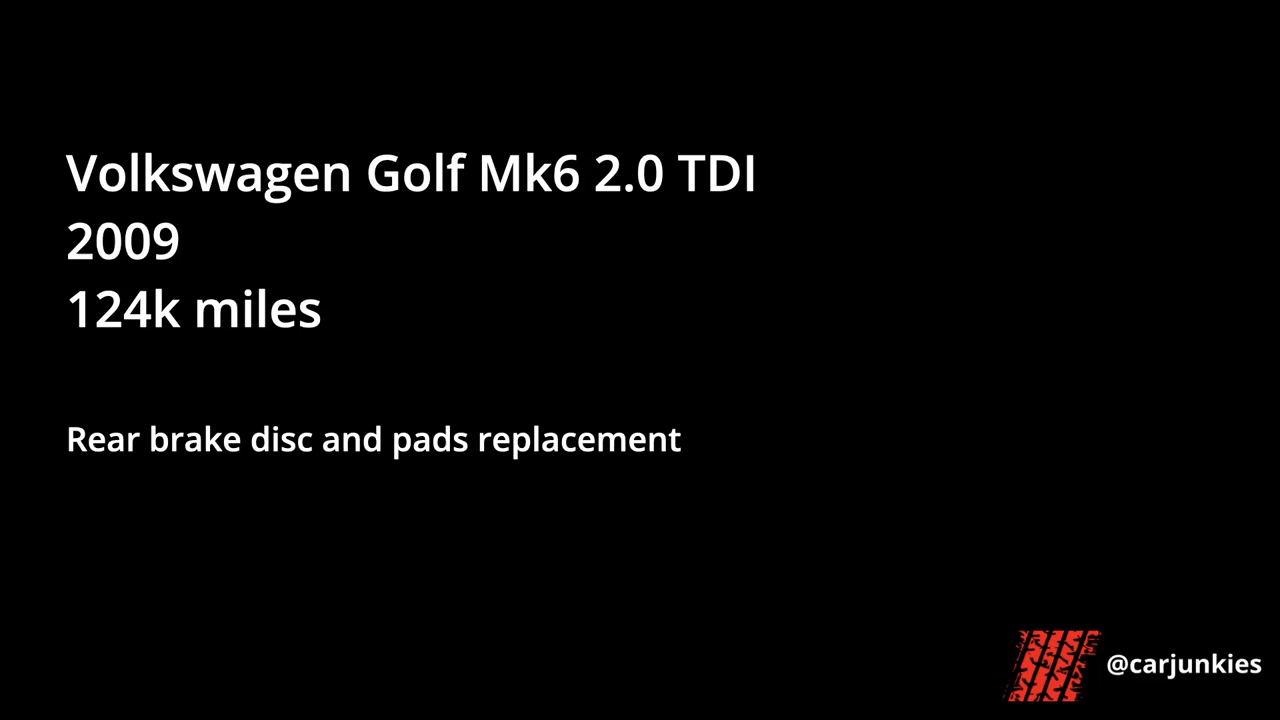 Volkswagen Golf Mk6 2.0 TDI
2009
124k miles
Rear brake disc and pads replacement
@carjunkies